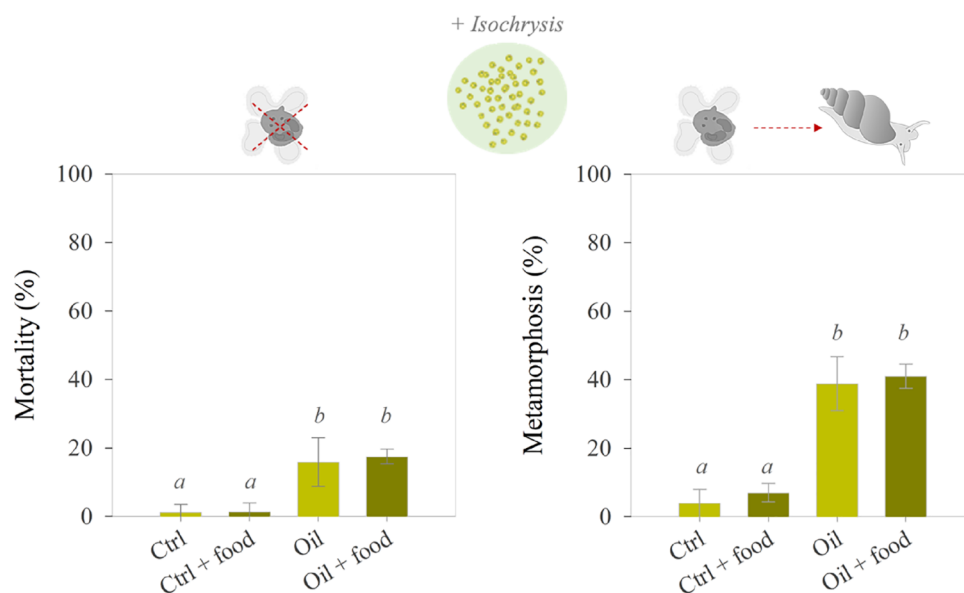 + Isochrysis
Mortality (%)
100
80
60
40
20
0
a
a
b
b
Ctrl
Ctrl + food
Oil
Oil + food
Metamorphosis (%)
100
80
60
40
20
0
a
a
b
b
Ctrl
Ctrl + food
Oil
Oil + food